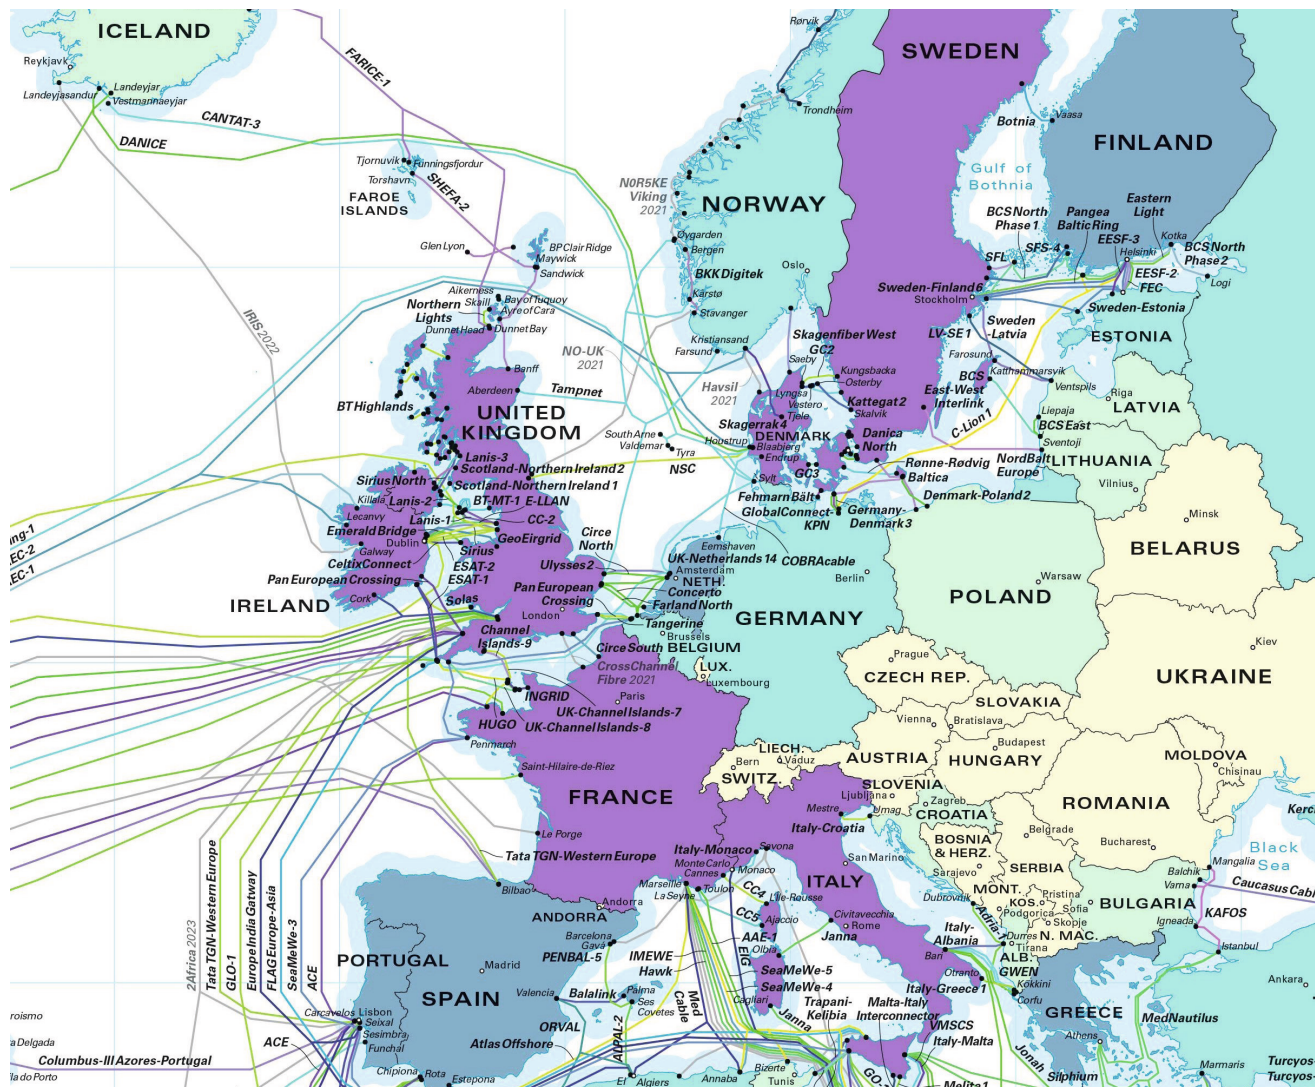 ICELAND
Reykjavk
Landeyjasandur
Landeyjar
Vestmannaeyjar
FARICE-1
CANTAT-3
DANICE
Tjornuvik
Funningsfjordur
Torshavn
FAROE
ISLANDS
SHEFA-2
Glen Lyon
BP Clair Ridge
Maywick
Sandwick
Rørvik
Trondheim
SWEDEN
FINLAND
NORWAY
N0R5KE
Viking
2021
Øygarden
Bergen
BKK Digitek
Oslo
Karstø
Stavanger
Kristiansand
Farsund
Botnia
Vaasa
Gulf of
Bothnia
BCS North
Phase 1
Pangea
Baltic Ring
Eastern
Light
EESF-3
Kotka
Helsinki
BCS North
Phase 2
SFS-4
SFL
EESF-2
FEC
Logi
Sweden-Finland 6
Stockholm
Sweden-Estonia
ESTONIA
LV-SE 1
Sweden
-Latvia
Farosund
Katthammarsvik
BCS
East-West
Interlink
Ventspils
Riga
LATVIA
Liepaja
BCS East
Sventoji
C-Lion 1
NordBalt
Europe
LITHUANIA
Vilnius
Minsk
BELARUS
IRIS 2022
Aikerness
Skaill
Bay of Tuquoy
Ayre of Cara
Northern
Lights
Dunnet Head
Dunnet Bay
Banff
Aberdeen
NO-UK
2021
Tampnet
BT Highlands
UNITED
KINGDOM
South Arne
Valdemar
Tyra
NSC
Havsil
2021
Skagenfiber West
GC2
Saeby
Kungsbacka
Osterby
Lyngsa
Vestero
Tjele
Kattegat 2
Skalvik
Skagerrak 4
DENMARK
Houstrup
Blaabjerg
Endrup
Danica
North
Sylt
GC3
Rønne-Rødvig
Baltica
Denmark-Poland 2
Fehmarn Bält
GlobalConnect-
KPN
Germany-
Denmark 3
Lanis-3
Scotland-Northern Ireland 2
Scotland-Northern Ireland 1
Sirius North
Killala
Lanis-2
BT-MT-1
E-LLAN
Lecanvy
Lanis-1
CC-2
Emerald Bridge
GeoEirgrid
Dublin
Galway
Sirius
CeltixConnect
ESAT-2
ESAT-1
Pan European Crossing
Cork
IRELAND
Solas
EC-2
EC-1
Circe
North
Ulysses 2
Pan European
Crossing
London
Eemshaven
UK-Netherlands 14
COBRAcable
Amsterdam
NETH.
Concerto
Farland North
Tangerine
Brussels
BELGIUM
Circe South
CrossChannel
Fibre 2021
LUX.
Luxembourg
GERMANY
Berlin
POLAND
Warsaw
Kiev
UKRAINE
Prague
CZECH REP.
SLOVAKIA
Vienna
Bratislava
Budapest
AUSTRIA
HUNGARY
MOLDOVA
Chisinau
Channel
Islands-9
INGRID
Paris
UK-Channel Islands-7
HUGO
UK-Channel Islands-8
Penmarch
Saint-Hilaire-de-Riez
LIECH.
Bern
Vaduz
SWITZ.
FRANCE
SLOVENIA
Ljubljana
Mestre
Umag
Zagreb
CROATIA
Italy-Croatia
ROMANIA
Belgrade
Bucharest
BOSNIA
& HERZ.
Sarajevo
SERBIA
Black
Sea
Kerc
Mangalia
Balchik
Varna
Caucasus Cab
Le Porge
Tata TGN-Western Europe
Bilbao
Italy-Monaco
Savona
Monte Carlo
Cannes
Monaco
Marseille
La Seyne
Toulon
San Marino
ITALY
Dubrovnik
MONT.
Pristina
KOS.
Podgorica
Sofia
Skopje
N. MAC.
BULGARIA
KAFOS
Igneada
Istanbul
Andorra
ANDORRA
CC4
L'Ile-Rousse
CC5
Ajaccio
Civitavecchia
Rome
Janna
Olbia
Adria-1
Italy-
Albania
Bari
Durres
Tirana
ALB.
GWEN
Otranto
Kokkini
Corfu
Italy-Greece 1
Barcelona
Gavá
PENBAL-5
IMEWE
Hawk
AAE-1
EIG
SeaMeWe-5
SeaMeWe-4
Cagliari
Janna
Trapani-
Kelibia
Malta-Italy
Interconnector
VMSCS
Italy-Malta
Med
Cable
2Africa 2023
Tata TGN-Western Europe
GLO-1
Europe India Gatway
FLAG Europe-Asia
SeaMeWe-3
ACE
PORTUGAL
Madrid
SPAIN
Valencia
Balalink
Palma
Ses
Covetes
ORVAL
Atlas Offshore
ALPAL-2
Carcavalos
Lisbon
Seixal
Sesimbra
Funchal
ACE
Columbus-III Azores-Portugal
Chipiona
Rota
Estepona
El
Algiers
Annaba
Bizerte
Tunis
Melita 1
Jonah
GREECE
Athens
Silphium
MedNautilus
Ankara
Marmaris
Turcyos
Turcyos
roismo
a Delgada
la do Porto